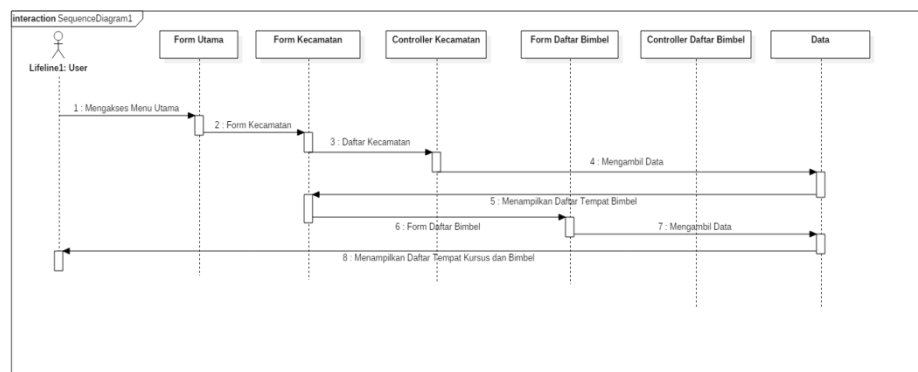 interaction SequenceDiagram1
Form Utama
Form Kecamatan
Controller Kecamatan
Form Daftar Bimbel
Controller Daftar Bimbel
Data
Lifeline1: User
1 : Mengakses Menu Utama
2 : Form Kecamatan
3 : Daftar Kecamatan
4 : Mengambil Data
5 : Menampilkan Daftar Tempat Bimbel
6 : Form Daftar Bimbel
7 : Mengambil Data
8 : Menampilkan Daftar Tempat Kursus dan Bimbel